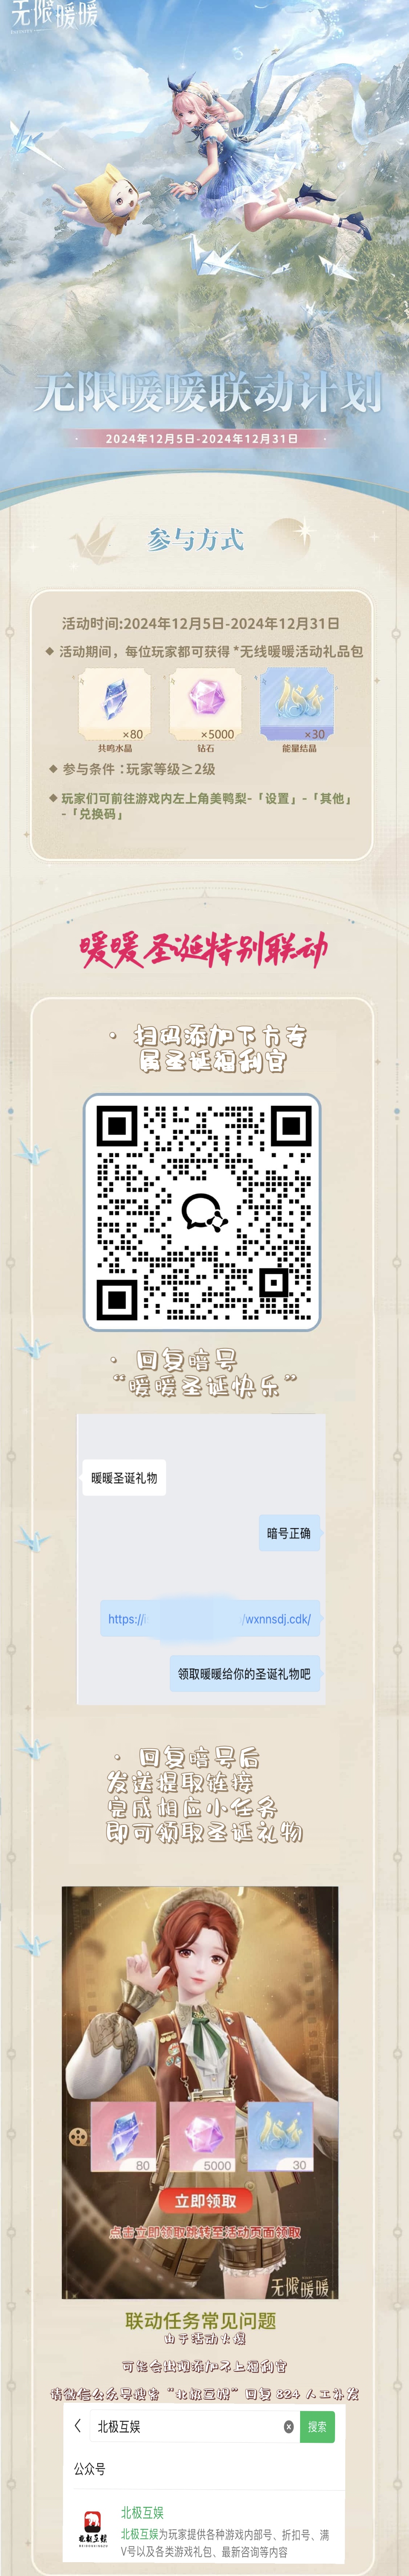 无限暖暖
无限暖暖联动计划
2024年12月5日-2024年12月31日
参与方式
活动时间:2024年12月5日-2024年12月31日
◆ 活动期间，每位玩家都可获得 *无线暖暖活动礼品包
×80
×5000
×30
共鸣水晶
钻石
能量结晶
◆ 参与条件：玩家等级≥2级
◆ 玩家们可前往游戏内左上角美鸭梨-「设置」-「其他」
-「兑换码」
暖暖圣诞特别联动
· 扫码添加下方专
属圣诞福利官
· 回复暗号
“暖暖圣诞快乐”
暖暖圣诞礼物
暗号正确
https://
/wxnnsdj.cdk/
领取暖暖给你的圣诞礼物吧
· 回复暗号后
发送提取连接
完成相应小任务
即可领取圣诞礼物
80
5000
30
立即领取
点击立即领取跳转至活动页面领取
无限暖暖
联动任务常见问题
由于活动火爆
可能会出现添加不上福利官
请微信公众号搜索“北极互娱”回复 824 人工补发
北极互娱
搜索
公众号
北极互娱
北极互娱
北极互娱为玩家提供各种游戏内部号、折扣号、满
V号以及各类游戏礼包、最新咨询等内容